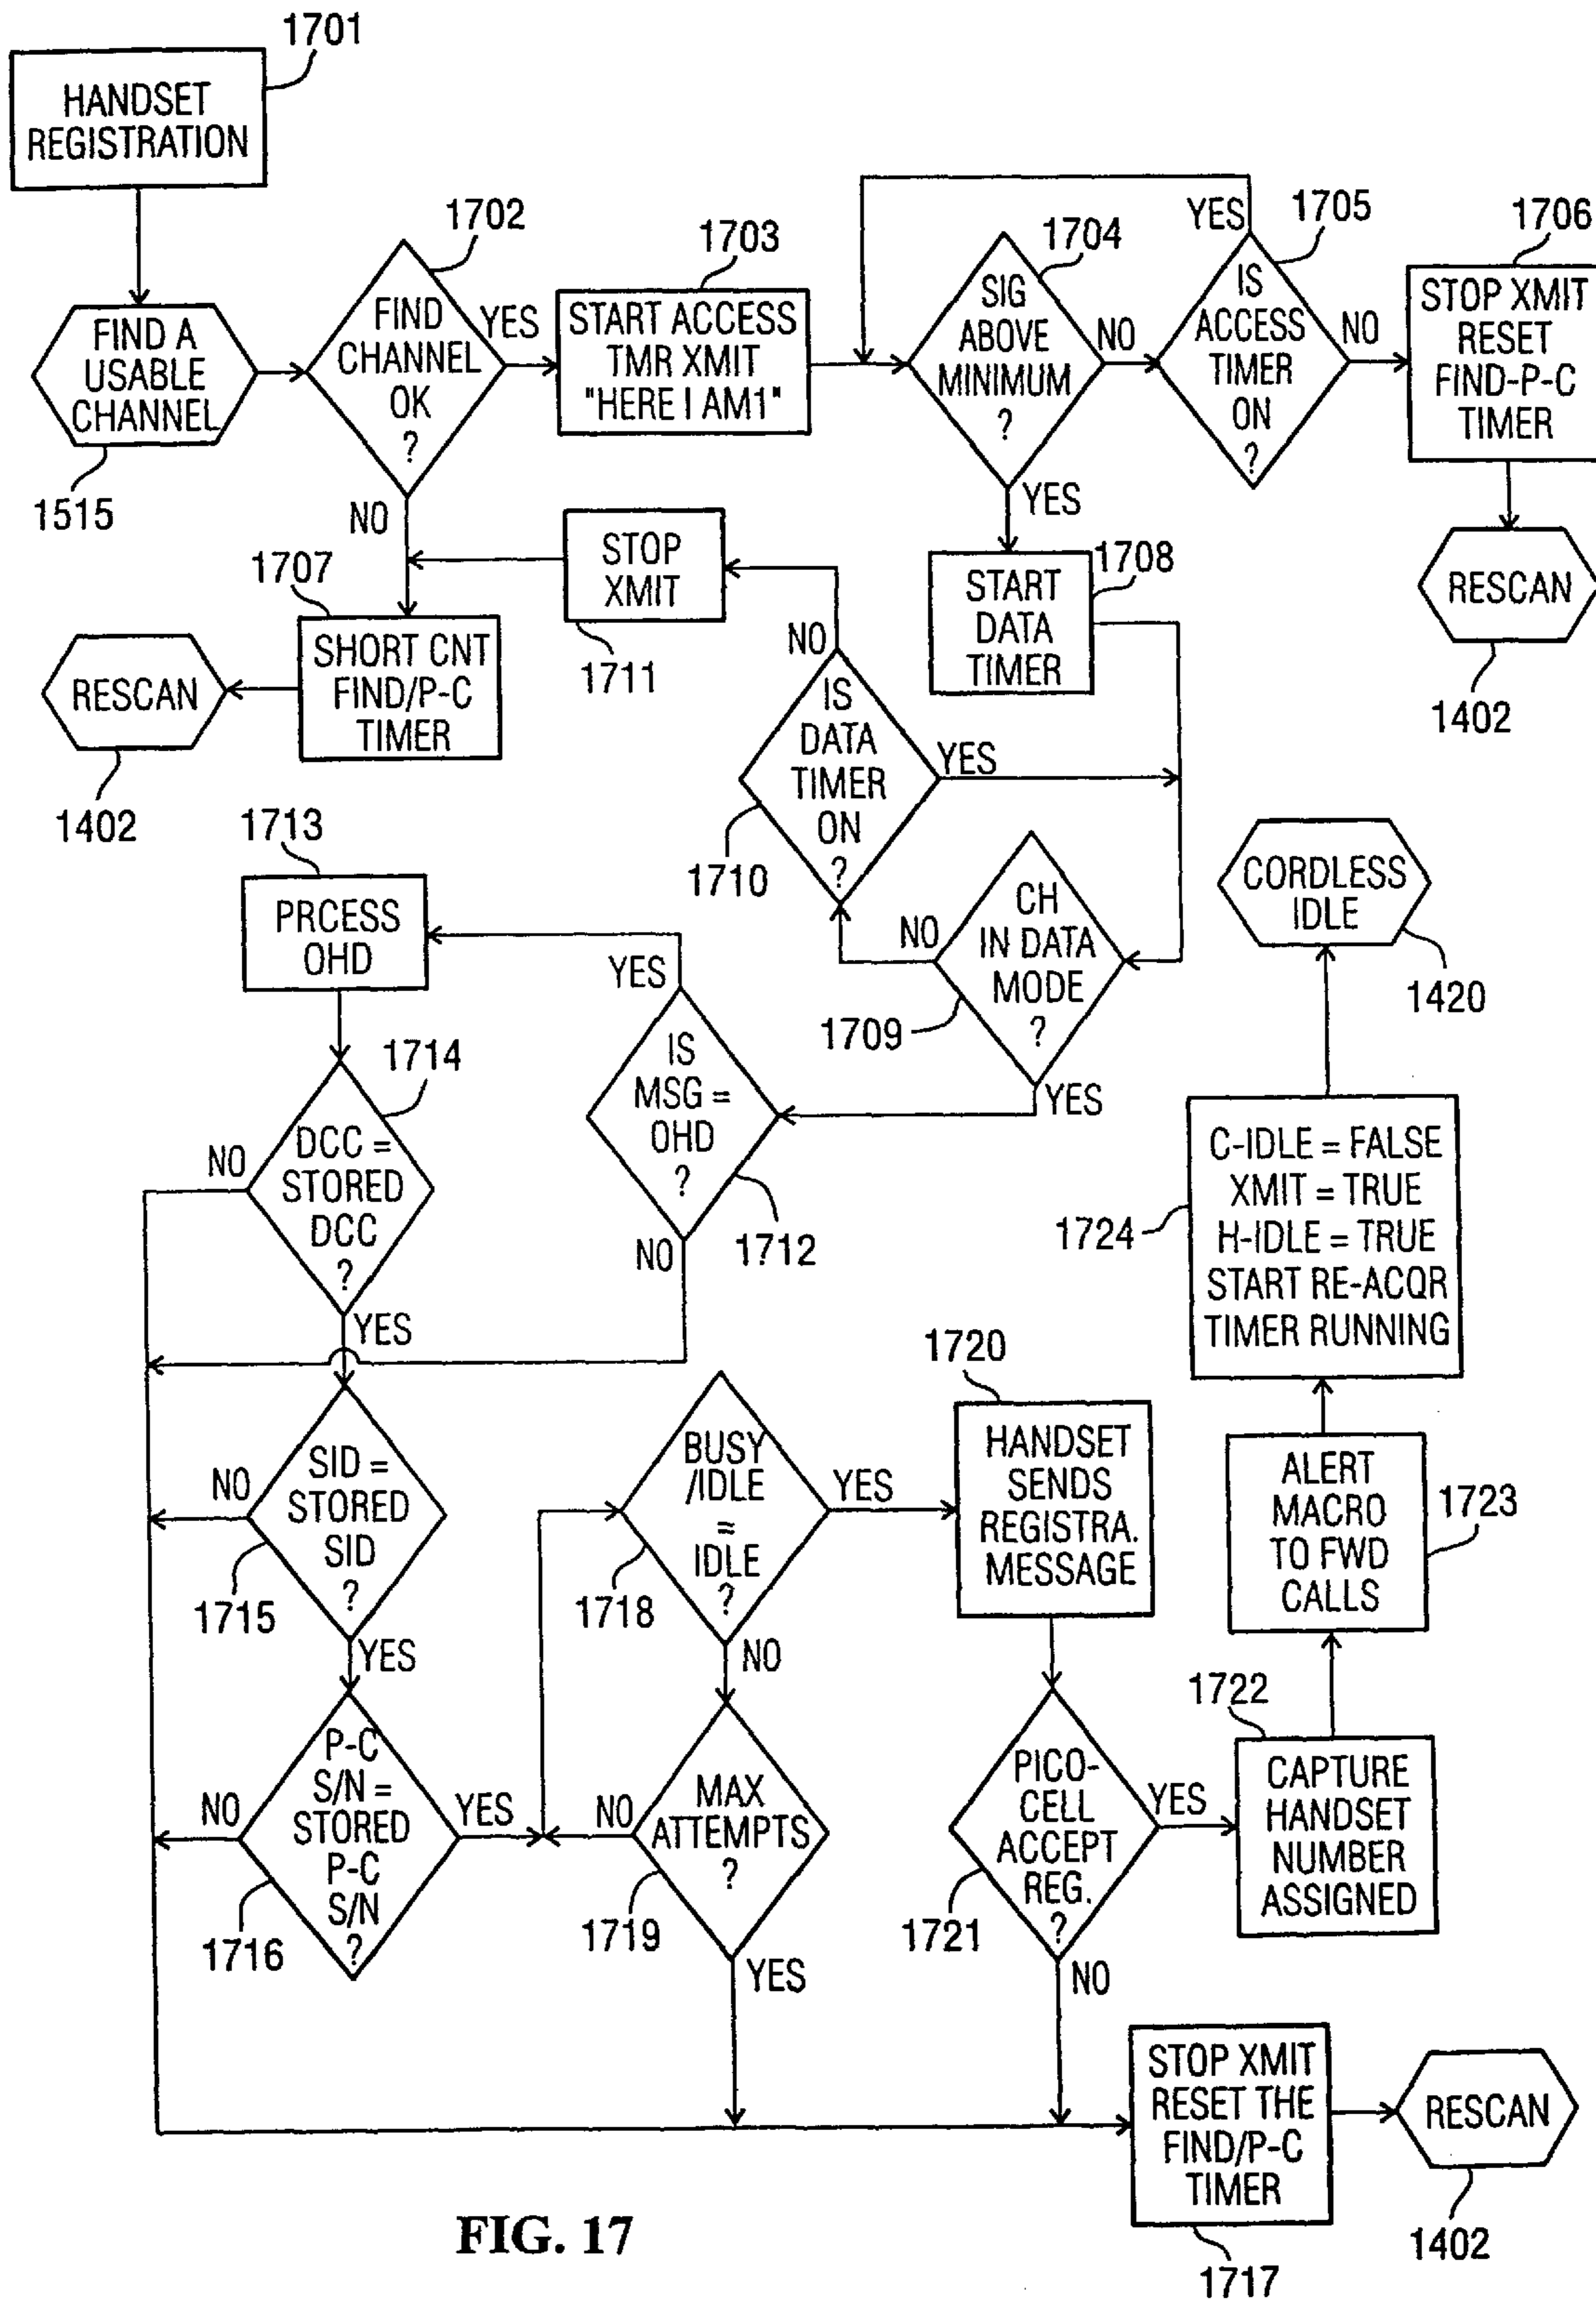 1701
HANDSET
REGISTRATION
1702
1703
1704
1705
1706
FIND A
USABLE
CHANNEL
1515
FIND
CHANNEL
OK
?
YES
NO
START ACCESS
TMR XMIT
"HERE I AM1"
SIG
ABOVE
MINIMUM
?
NO
YES
YES
IS
ACCESS
TIMER
ON
?
NO
STOP XMIT
RESET
FIND-P-C
TIMER
RESCAN
1402
1707
SHORT CNT
FIND/P-C
TIMER
RESCAN
1402
STOP
XMIT
1711
1708
START
DATA
TIMER
NO
IS
DATA
TIMER
ON
?
YES
1710
CH
IN DATA
MODE
?
NO
YES
1709
1713
PRCESS
OHD
YES
IS
MSG =
OHD
?
NO
1712
1714
DCC =
STORED
DCC
?
NO
YES
SID =
STORED
SID
?
NO
YES
1715
P-C
S/N =
STORED
P-C
S/N
?
NO
YES
1716
BUSY
/IDLE
=
IDLE
?
YES
NO
1718
MAX
ATTEMPTS
?
NO
YES
1719
1720
HANDSET
SENDS
REGISTRA.
MESSAGE
PICO-
CELL
ACCEPT
REG.
?
YES
NO
1721
1722
CAPTURE
HANDSET
NUMBER
ASSIGNED
ALERT
MACRO
TO FWD
CALLS
1723
C-IDLE = FALSE
XMIT = TRUE
H-IDLE = TRUE
START RE-ACQR
TIMER RUNNING
1724
CORDLESS
IDLE
1420
STOP XMIT
RESET THE
FIND/P-C
TIMER
1717
RESCAN
1402
FIG. 17